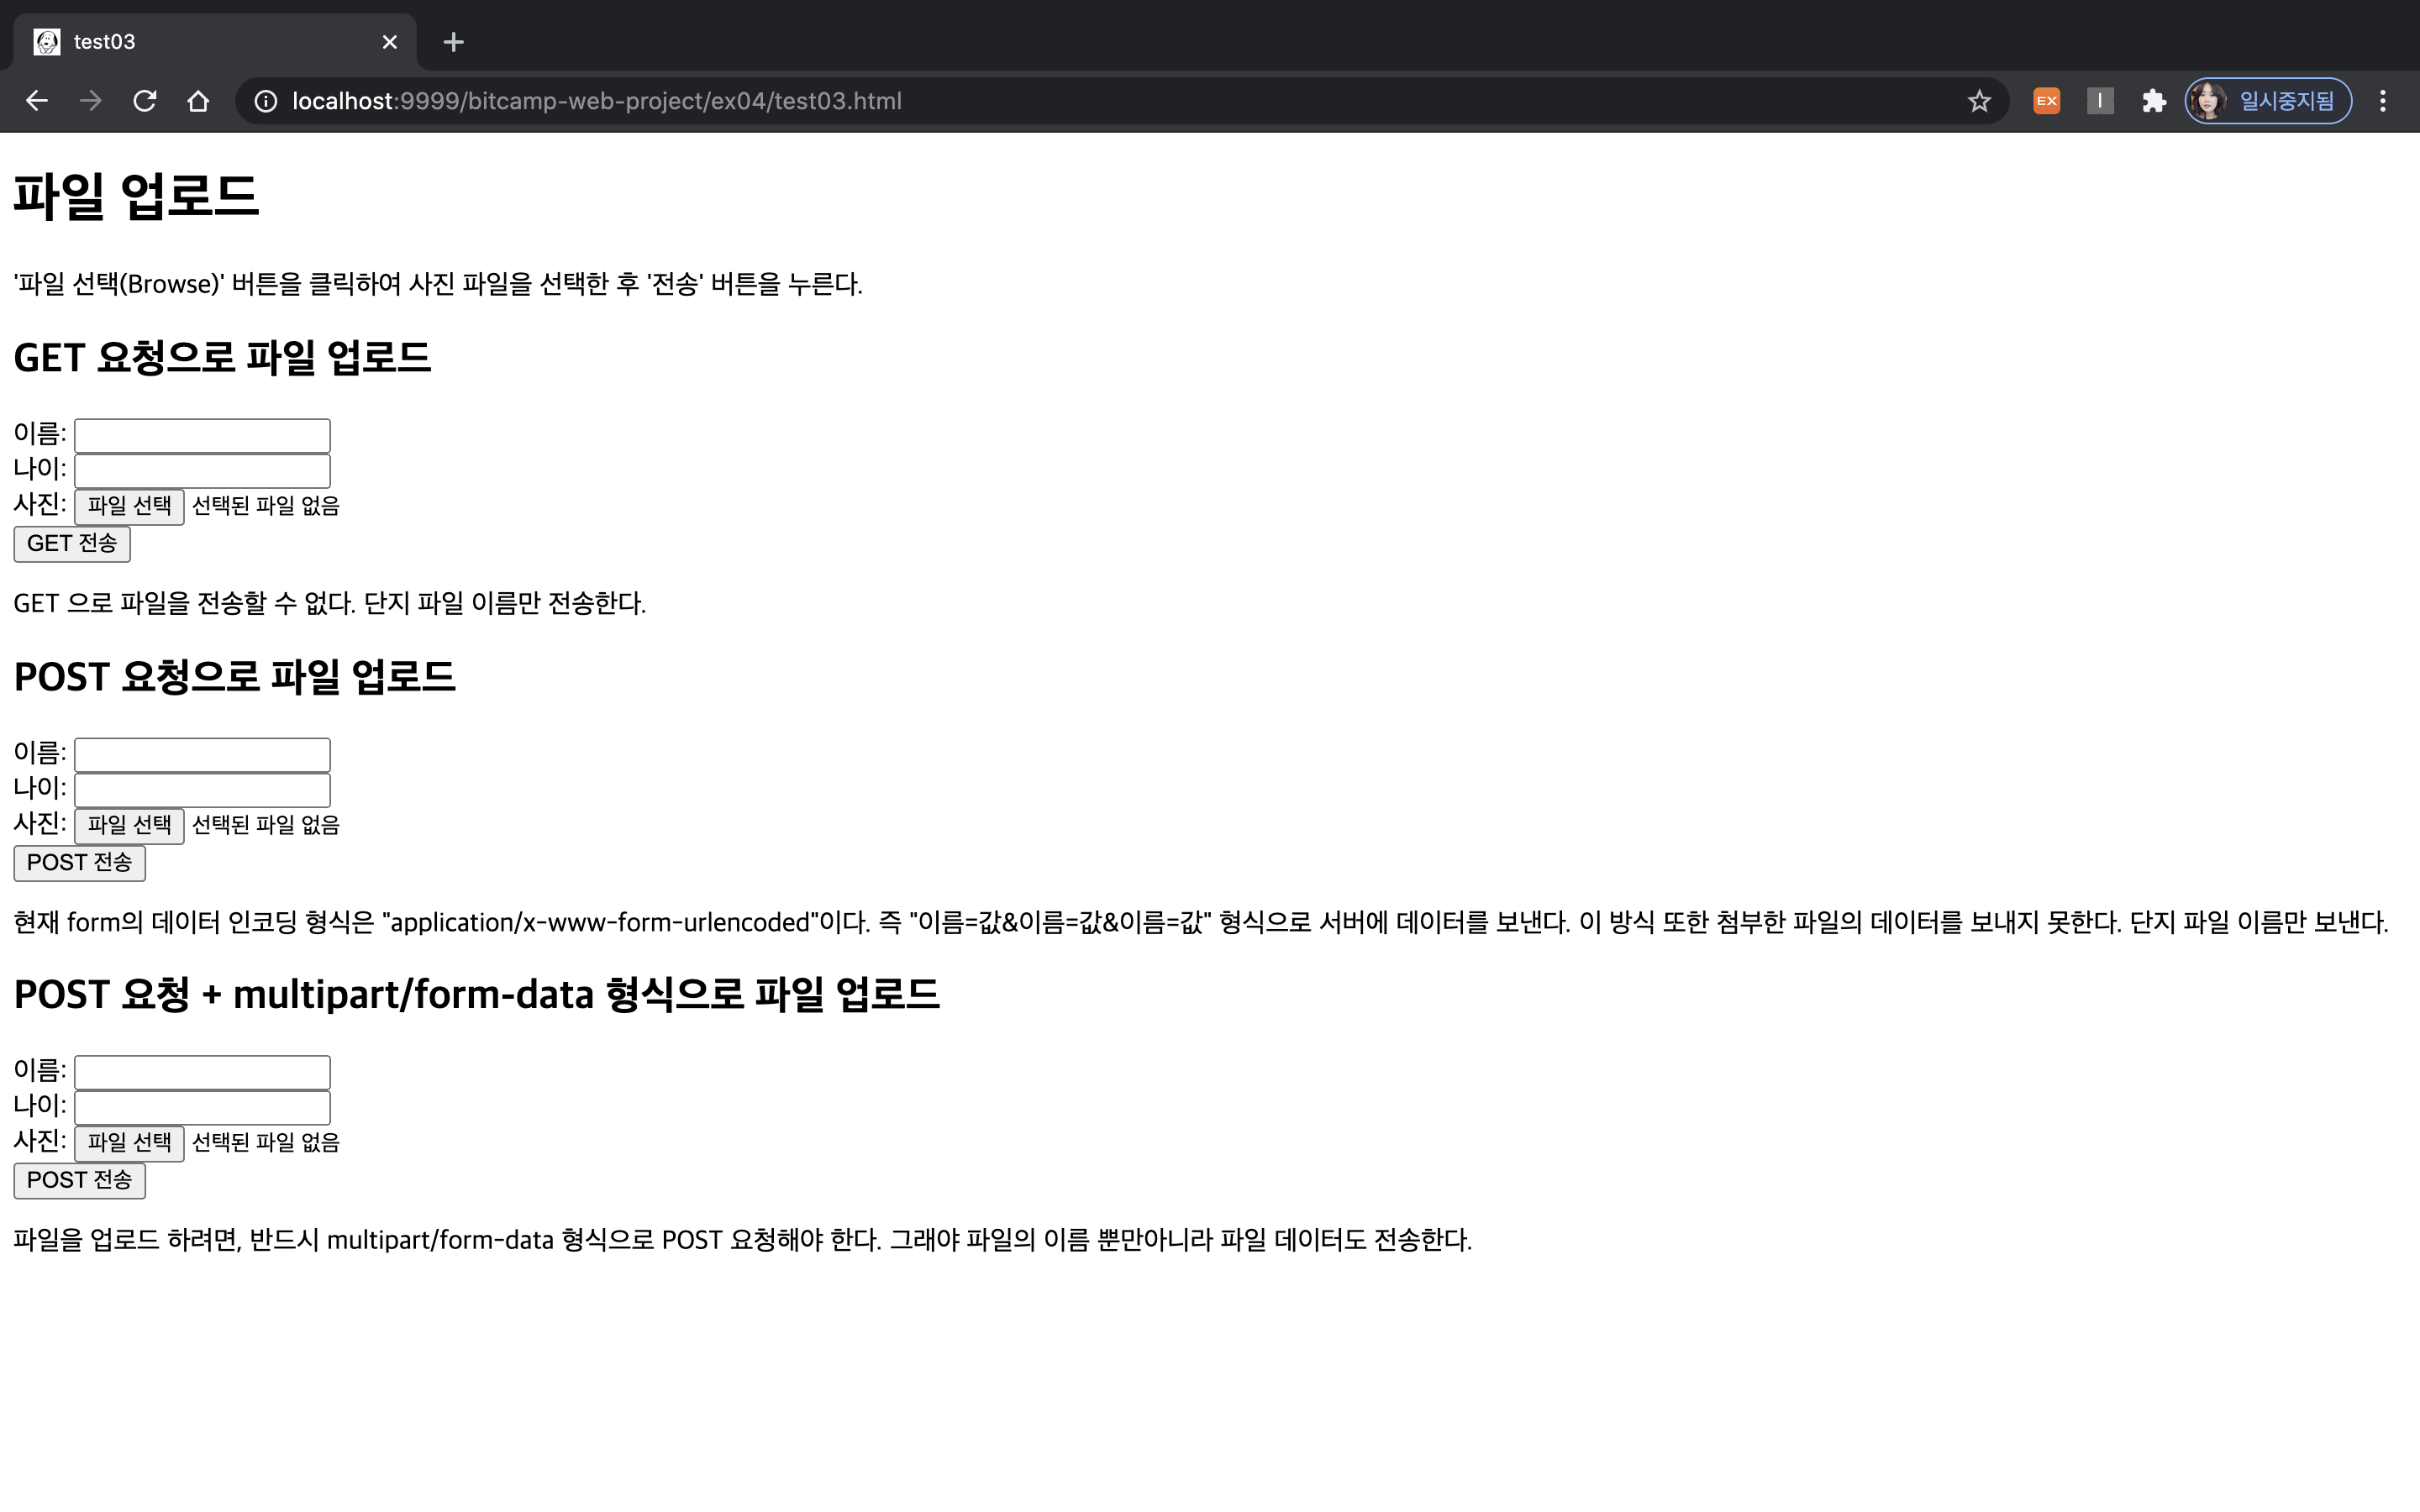 test03
localhost:9999/bitcamp-web-project/ex04/test03.html
EX
I
일시중지됨
파일 업로드
'파일 선택(Browse)' 버튼을 클릭하여 사진 파일을 선택한 후 '전송' 버튼을 누른다.
GET 요청으로 파일 업로드
이름:
나이:
사진: 파일 선택 선택된 파일 없음
GET 전송
GET 으로 파일을 전송할 수 없다. 단지 파일 이름만 전송한다.
POST 요청으로 파일 업로드
이름:
나이:
사진: 파일 선택 선택된 파일 없음
POST 전송
현재 form의 데이터 인코딩 형식은 "application/x-www-form-urlencoded"이다. 즉 "이름=값&이름=값&이름=값" 형식으로 서버에 데이터를 보낸다. 이 방식 또한 첨부한 파일의 데이터를 보내지 못한다. 단지 파일 이름만 보낸다.
POST 요청 + multipart/form-data 형식으로 파일 업로드
이름:
나이:
사진: 파일 선택 선택된 파일 없음
POST 전송
파일을 업로드 하려면, 반드시 multipart/form-data 형식으로 POST 요청해야 한다. 그래야 파일의 이름 뿐만아니라 파일 데이터도 전송한다.